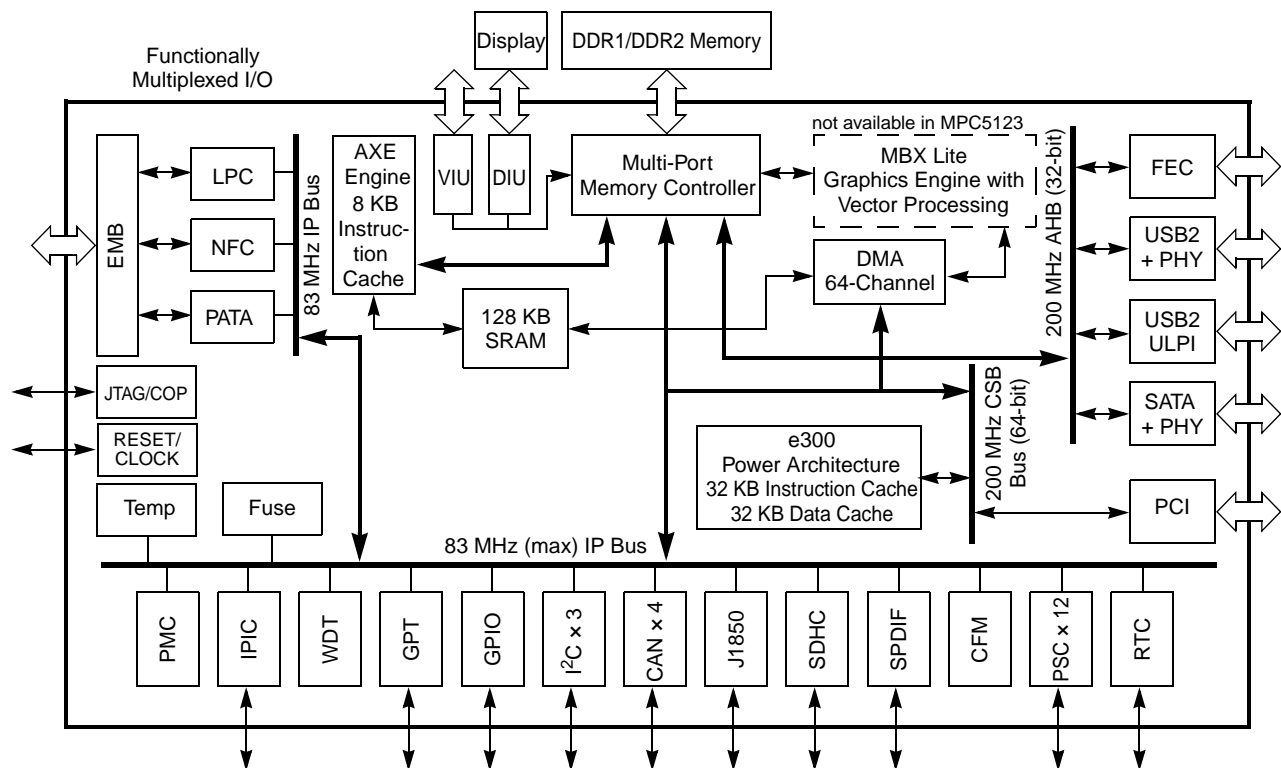 Functionally
Multiplexed I/O
Display
DDR1/DDR2 Memory
EMB
LPC
NFC
PATA
83 MHz IP Bus
AXE
Engine
8 KB
Instruc-
tion
Cache
VIU
DIU
Multi-Port
Memory Controller
not available in MPC5123
MBX Lite
Graphics Engine with
Vector Processing
DMA
64-Channel
128 KB
SRAM
200 MHz AHB (32-bit)
FEC
USB2
+ PHY
USB2
ULPI
SATA
+ PHY
PCI
JTAG/COP
RESET/
CLOCK
Temp
Fuse
e300
Power Architecture
32 KB Instruction Cache
32 KB Data Cache
200 MHz CSB
Bus (64-bit)
83 MHz (max) IP Bus
PMC
IPIC
WDT
GPT
GPIO
I²C × 3
CAN × 4
J1850
SDHC
SPDIF
CFM
PSC × 12
RTC